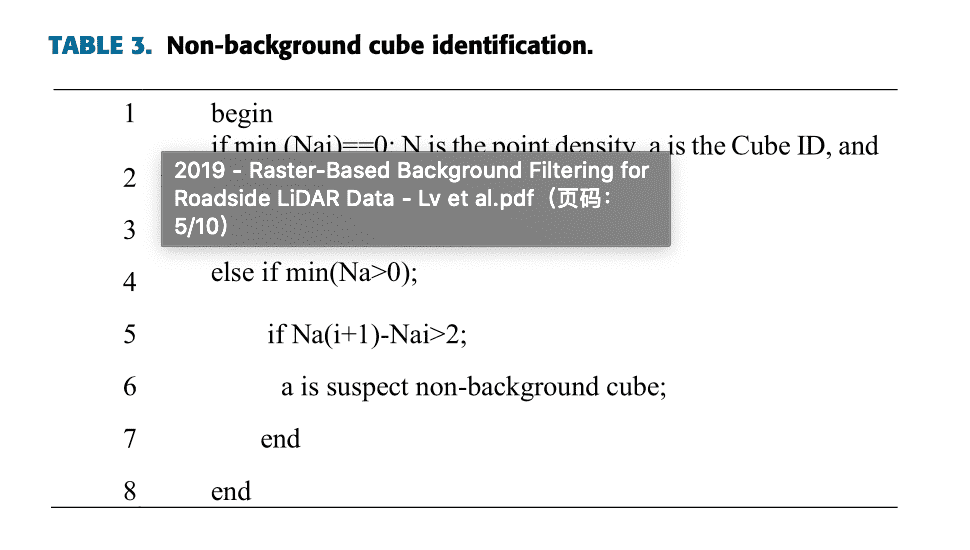 TABLE 3. Non-background cube identification.
1 begin
if min (Nai)==0; N is the point density, a is the Cube ID, and
2
2019 - Raster-Based Background Filtering for
Roadside LiDAR Data - Lv et al.pdf（页码：
5/10）
3
4 else if min(Na>0);
5 if Na(i+1)-Nai>2;
6 a is suspect non-background cube;
7 end
8 end